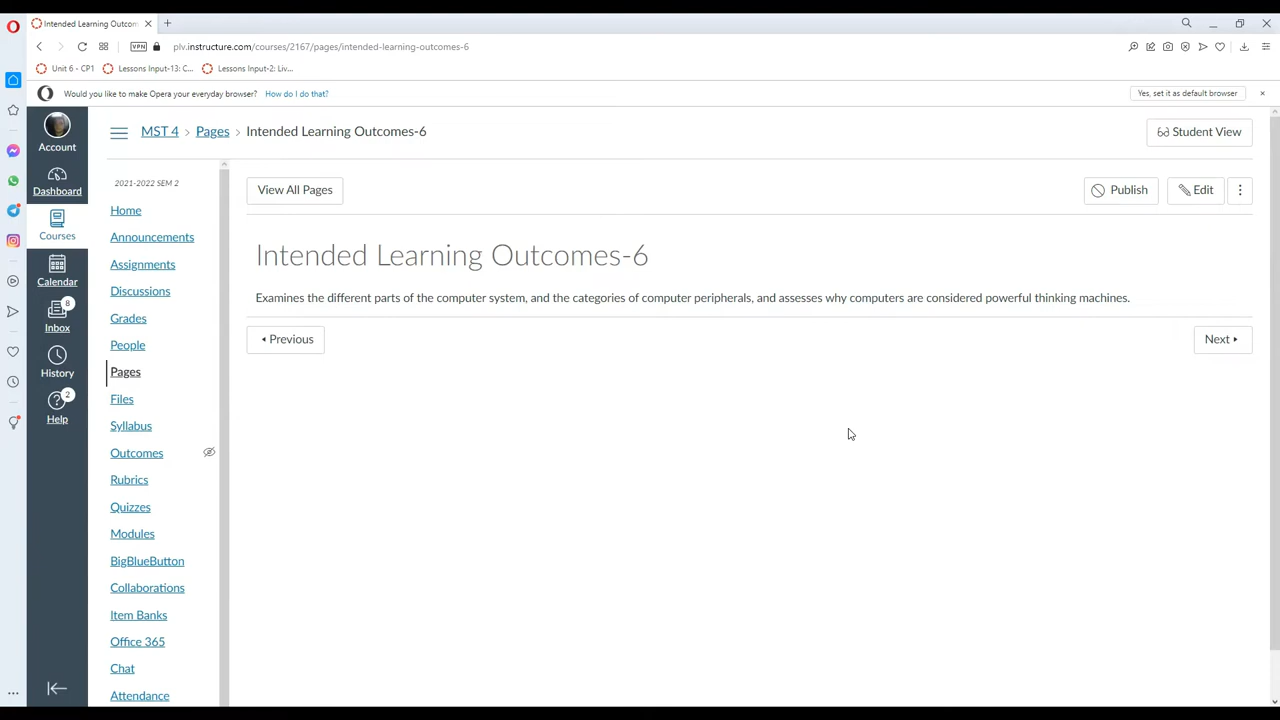 Intended Learning Outcom
VPN plv.instructure.com/courses/2167/pages/intended-learning-outcomes-6
Unit 6 - CP1 Lessons Input-13: C... Lessons Input-2: Liv...
Would you like to make Opera your everyday browser? How do I do that? Yes, set it as default browser
Account
Dashboard
Courses
Calendar
8
Inbox
History
2
Help
MST 4 > Pages > Intended Learning Outcomes-6
Student View
2021-2022 SEM 2
Home
Announcements
Assignments
Discussions
Grades
People
Pages
Files
Syllabus
Outcomes
Rubrics
Quizzes
Modules
BigBlueButton
Collaborations
Item Banks
Office 365
Chat
Attendance
View All Pages
Publish Edit
Intended Learning Outcomes-6
Examines the different parts of the computer system, and the categories of computer peripherals, and assesses why computers are considered powerful thinking machines.
Previous Next